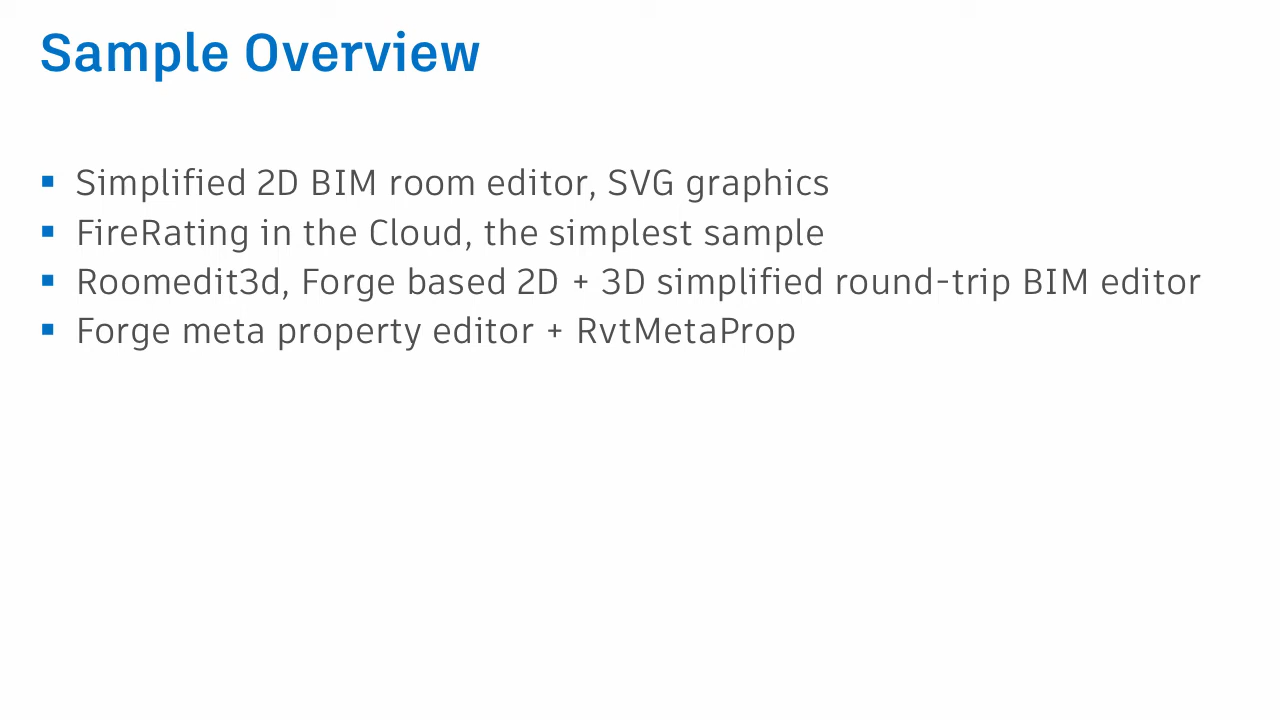 Sample Overview
▪ Simplified 2D BIM room editor, SVG graphics
▪ FireRating in the Cloud, the simplest sample
▪ Roomedit3d, Forge based 2D + 3D simplified round-trip BIM editor
▪ Forge meta property editor + RvtMetaProp